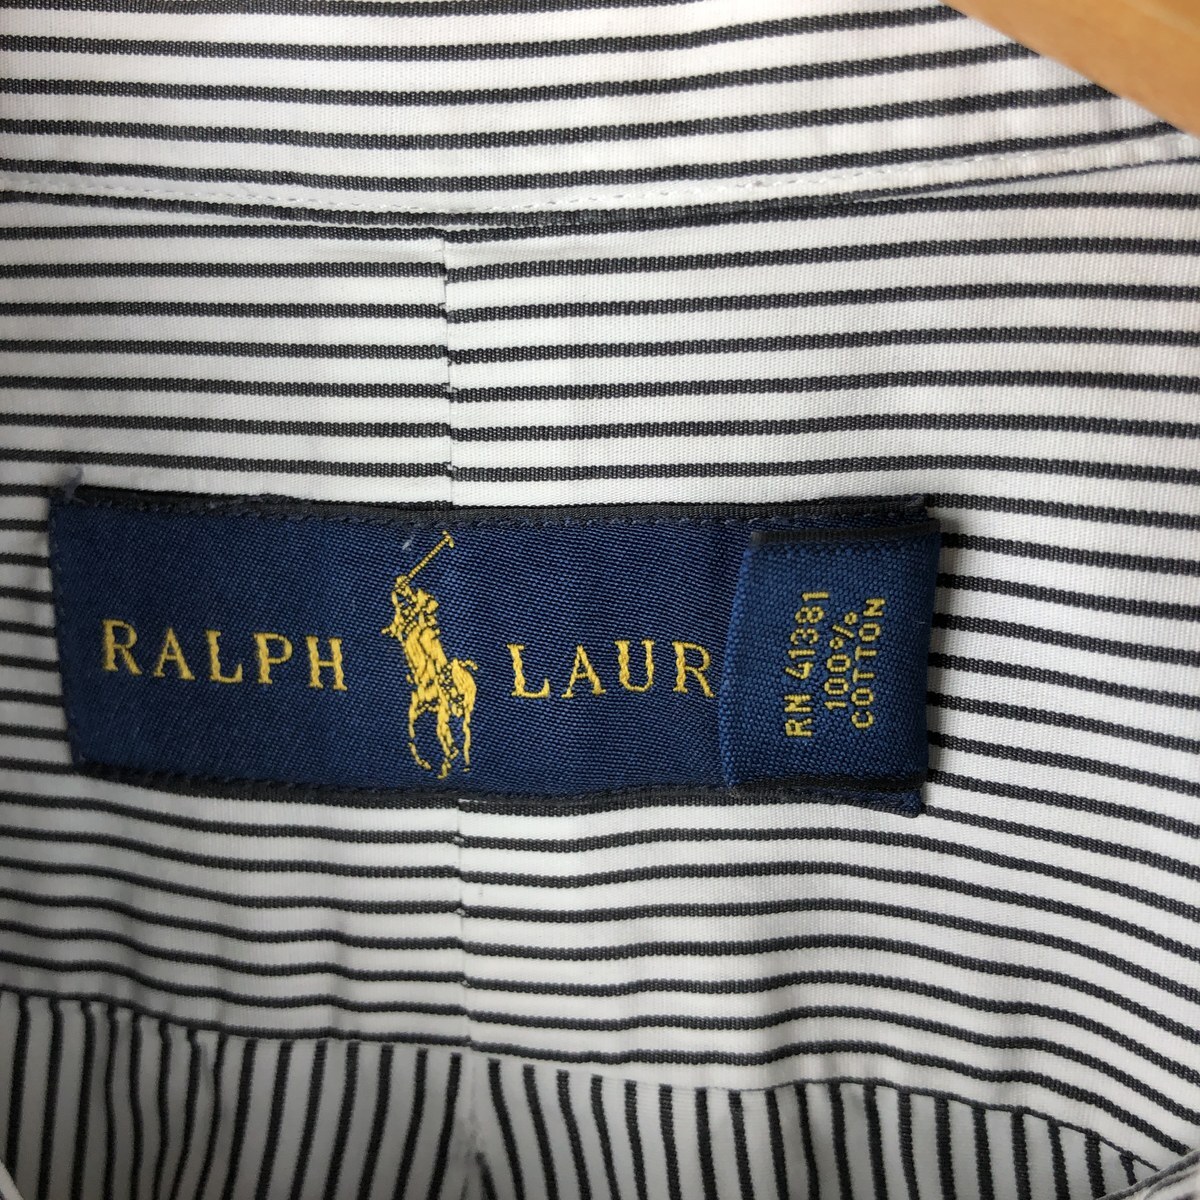 RALPH LAUR
RN 41381
100%
COTTON